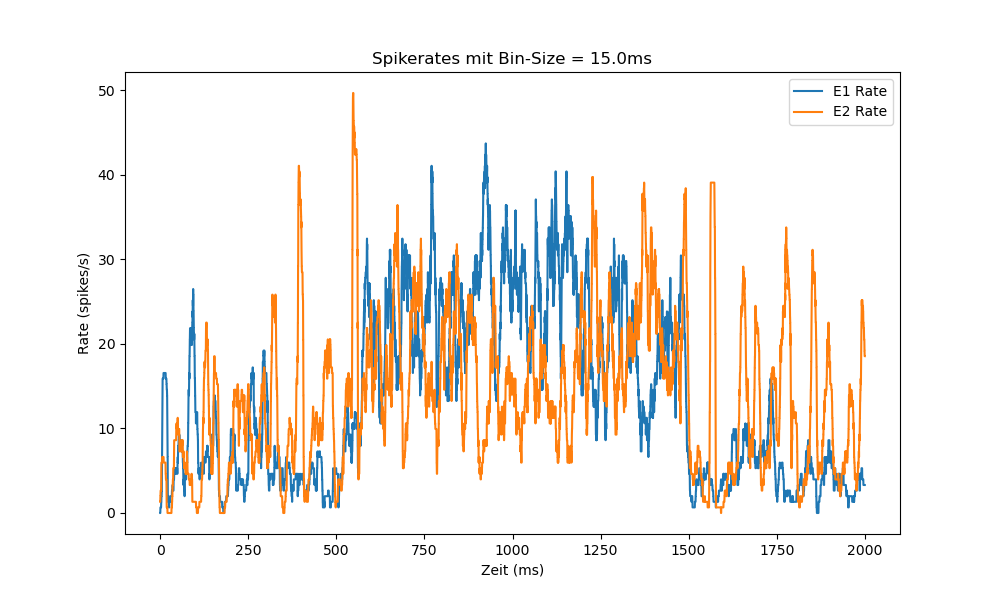 Spikerates mit Bin-Size = 15.0ms
E1 Rate
E2 Rate
Rate (spikes/s)
50
40
30
20
10
0
0 250 500 750 1000 1250 1500 1750 2000
Zeit (ms)